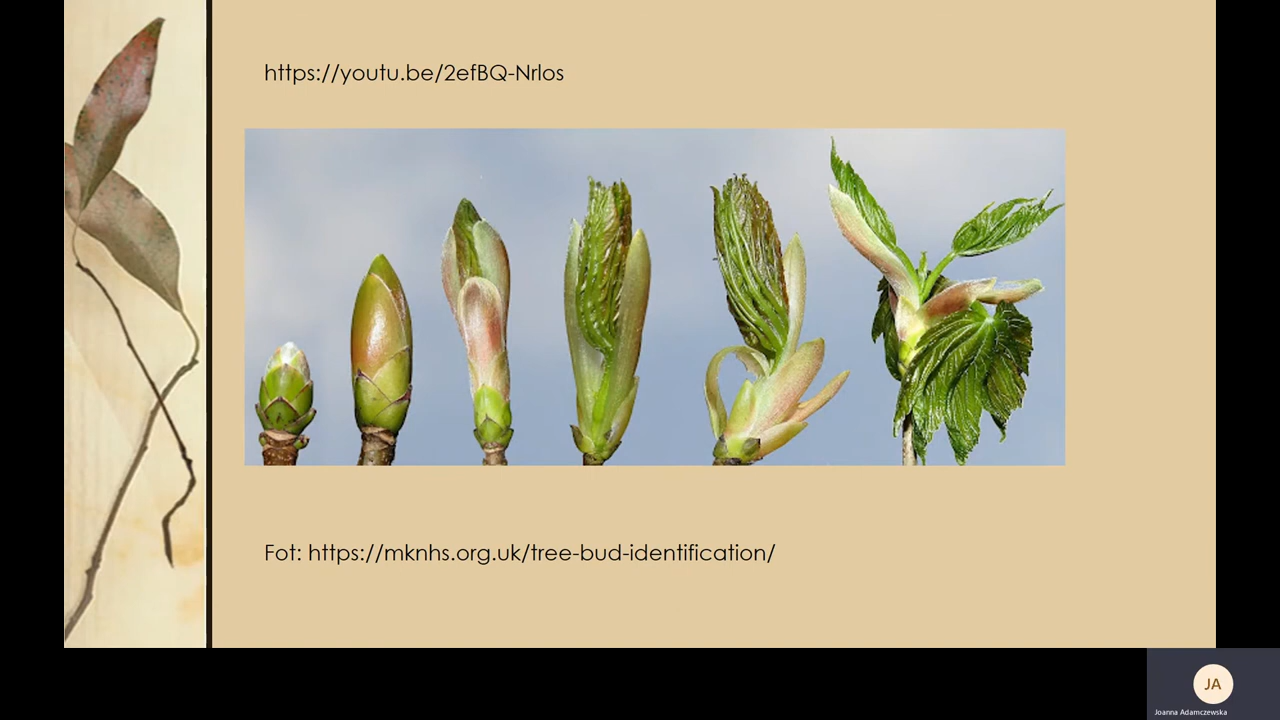 https://youtu.be/2efBQ-Nrlos
Fot: https://mknhs.org.uk/tree-bud-identification/
JA
Joanna Adamczewska